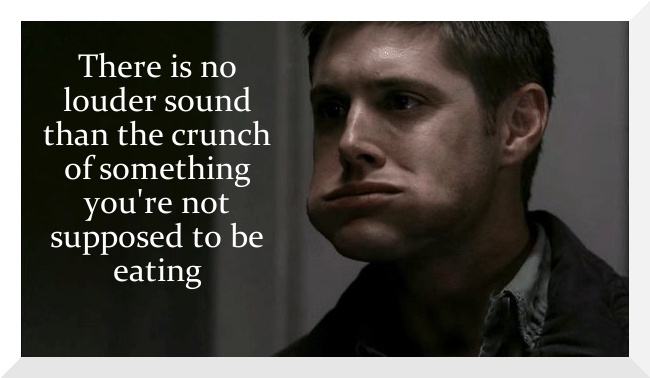 There is no
louder sound
than the crunch
of something
you're not
supposed to be
eating